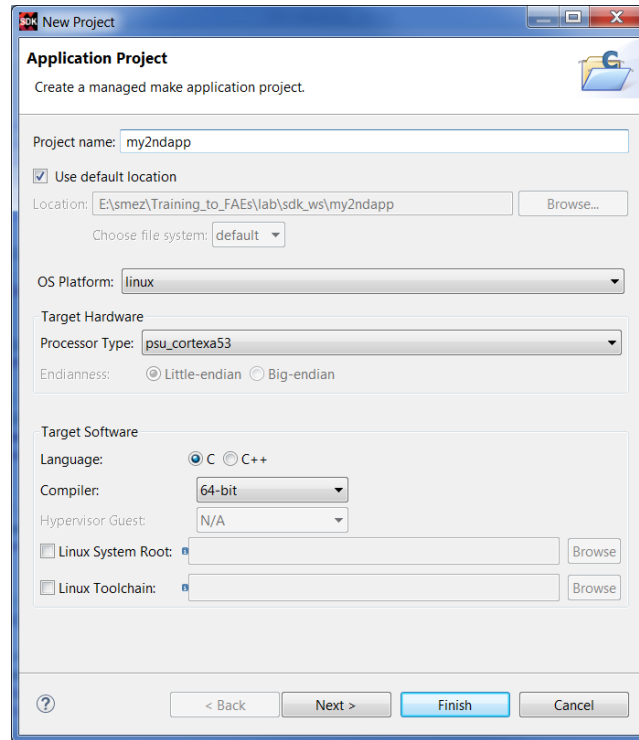 SDK New Project
Application Project
Create a managed make application project.
Project name: my2ndapp
Use default location
Location: E:\smez\Training_to_FAEs\lab\sdk_ws\my2ndapp Browse...
Choose file system: default
OS Platform: linux
Target Hardware
Processor Type: psu_cortexa53
Endianness: Little-endian Big-endian
Target Software
Language: C C++
Compiler: 64-bit
Hypervisor Guest: N/A
Linux System Root: Browse
Linux Toolchain: Browse
? < Back Next > Finish Cancel